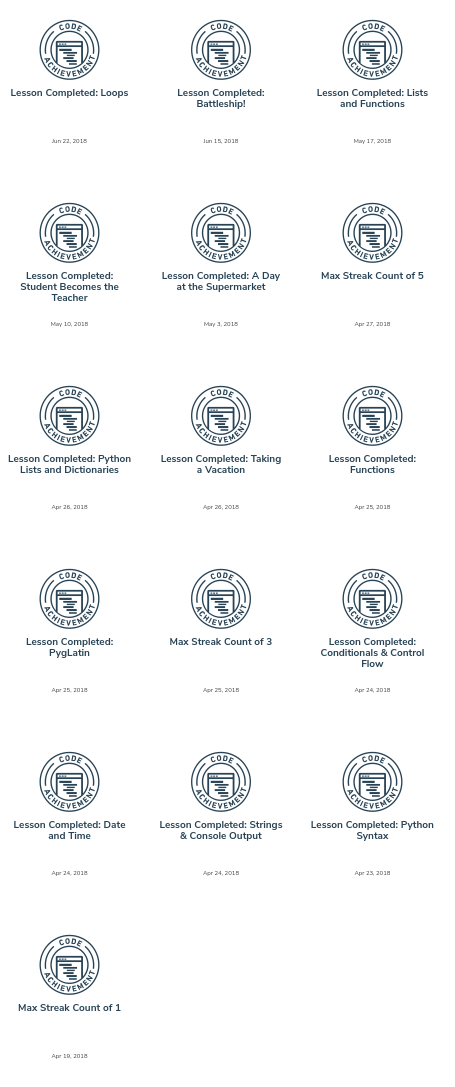 CODE ACHIEVEMENT
Lesson Completed: Loops
Jun 22, 2018
CODE ACHIEVEMENT
Lesson Completed:
Battleship!
Jun 15, 2018
CODE ACHIEVEMENT
Lesson Completed: Lists
and Functions
May 17, 2018
CODE ACHIEVEMENT
Lesson Completed:
Student Becomes the
Teacher
May 10, 2018
CODE ACHIEVEMENT
Lesson Completed: A Day
at the Supermarket
May 3, 2018
CODE ACHIEVEMENT
Max Streak Count of 5
Apr 27, 2018
CODE ACHIEVEMENT
Lesson Completed: Python
Lists and Dictionaries
Apr 26, 2018
CODE ACHIEVEMENT
Lesson Completed: Taking
a Vacation
Apr 26, 2018
CODE ACHIEVEMENT
Lesson Completed:
Functions
Apr 25, 2018
CODE ACHIEVEMENT
Lesson Completed:
PygLatin
Apr 25, 2018
CODE ACHIEVEMENT
Max Streak Count of 3
Apr 25, 2018
CODE ACHIEVEMENT
Lesson Completed:
Conditionals & Control
Flow
Apr 24, 2018
CODE ACHIEVEMENT
Lesson Completed: Date
and Time
Apr 24, 2018
CODE ACHIEVEMENT
Lesson Completed: Strings
& Console Output
Apr 24, 2018
CODE ACHIEVEMENT
Lesson Completed: Python
Syntax
Apr 23, 2018
CODE ACHIEVEMENT
Max Streak Count of 1
Apr 19, 2018